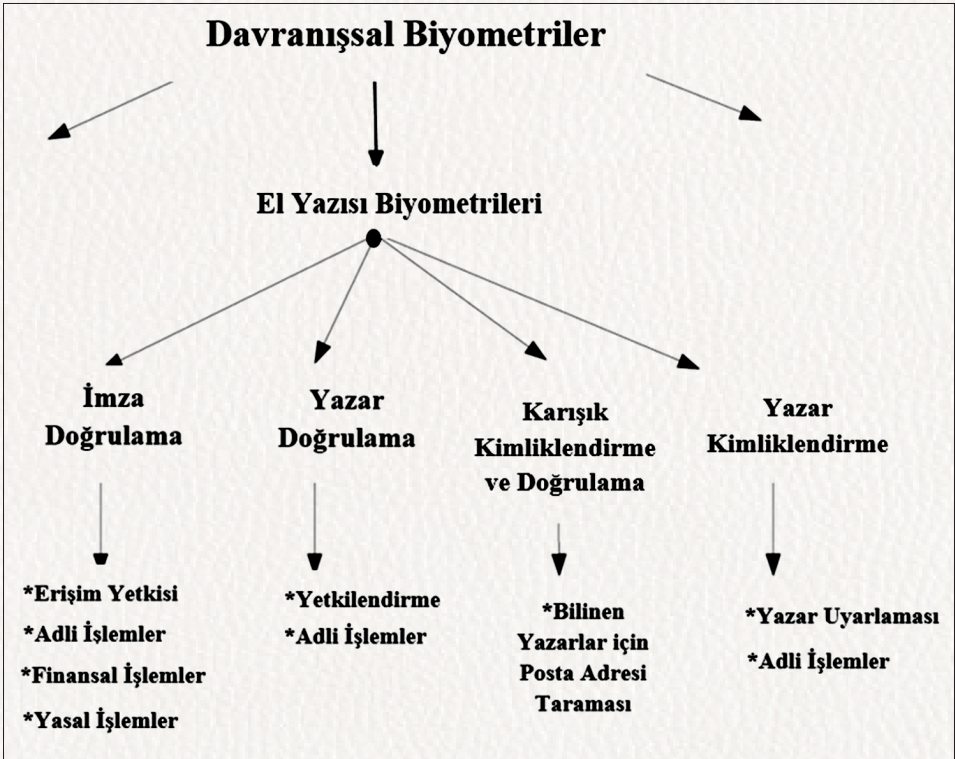 Davranışsal Biyometriler
El Yazısı Biyometrileri
İmza
Doğrulama
Yazar
Doğrulama
Karışık
Kimliklendirme
ve Doğrulama
Yazar
Kimliklendirme
*Erişim Yetkisi
*Adli İşlemler
*Finansal İşlemler
*Yasal İşlemler
*Yetkilendirme
*Adli İşlemler
*Bilinen
Yazarlar için
Posta Adresi
Taraması
*Yazar Uyarlaması
*Adli İşlemler